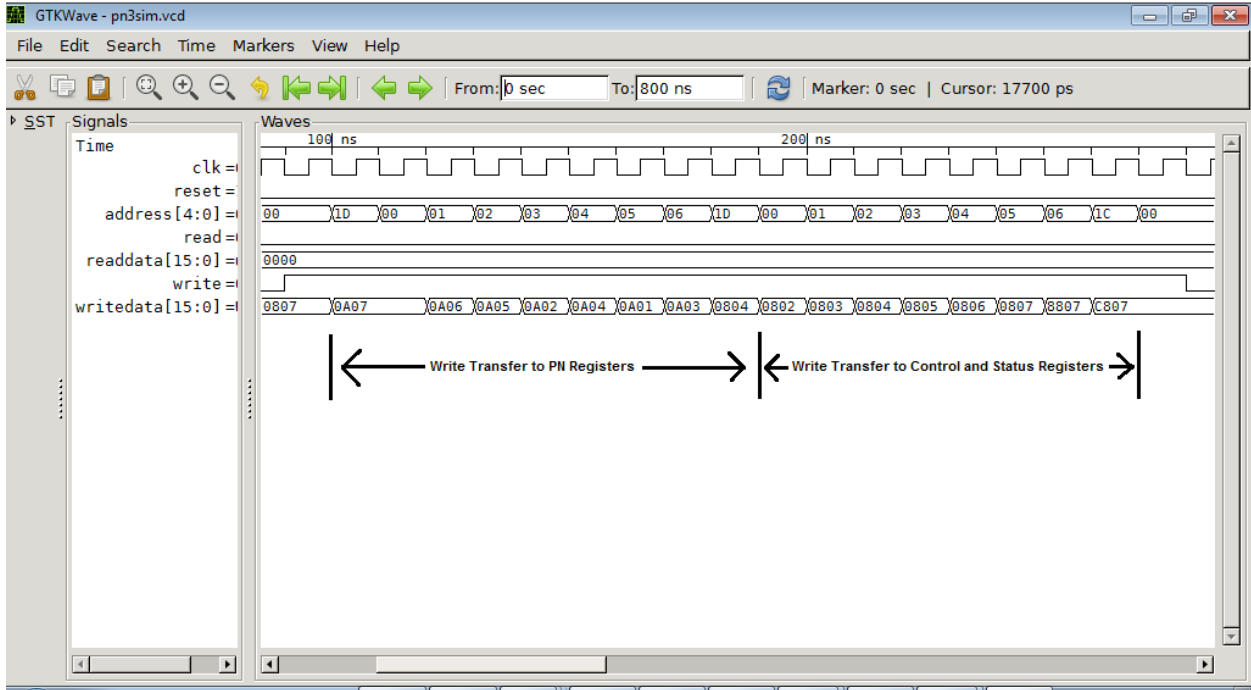 GTKWave - pn3sim.vcd
File Edit Search Time Markers View Help
From: 0 sec To: 800 ns Marker: 0 sec | Cursor: 17700 ps
SST Signals Waves
Time 100 ns 200 ns
clk =
reset =
address[4:0] = 00 1D 00 01 02 03 04 05 06 1D 00 01 02 03 04 05 06 1C 00
read =
readdata[15:0] = 0000
write =
writedata[15:0] = 0807 0A07 0A06 0A05 0A02 0A04 0A01 0A03 0804 0802 0803 0804 0805 0806 0807 8807 C807
Write Transfer to PN Registers Write Transfer to Control and Status Registers